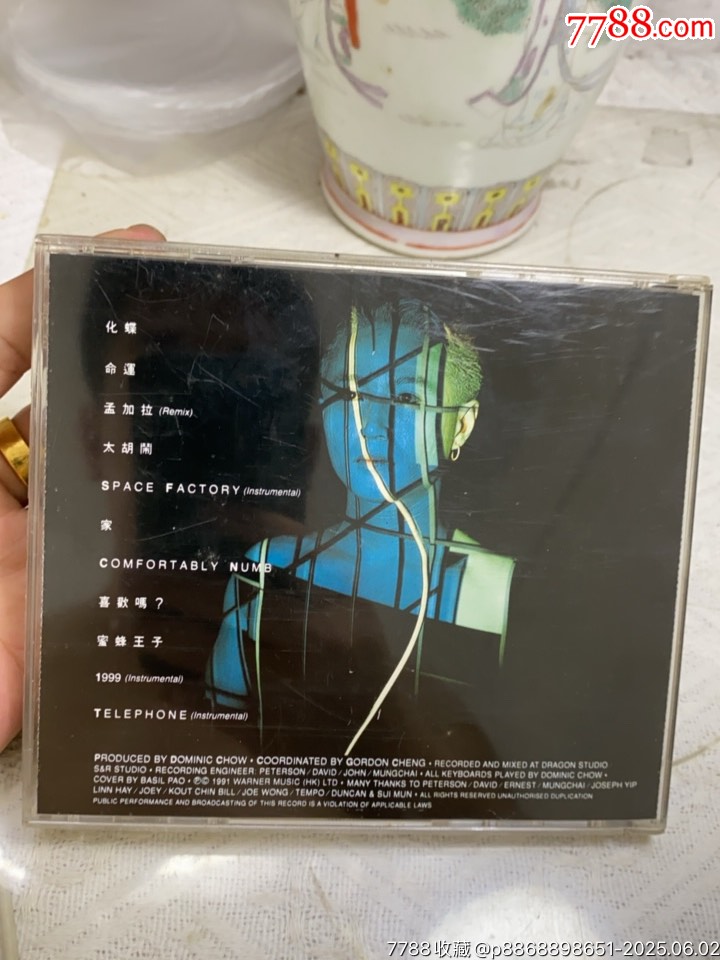 7788.com
化蝶
命運
孟加拉 (Remix)
太胡鬧
SPACE FACTORY (Instrumental)
家
COMFORTABLY NUMB
喜歡嗎？
蜜蜂王子
1999 (Instrumental)
TELEPHONE (Instrumental)
PRODUCED BY DOMINIC CHOW • COORDINATED BY GORDON CHENG • RECORDED AND MIXED AT DRAGON STUDIO
S&R STUDIO • RECORDING ENGINEER: PETERSON / DAVID / JOHN / MUNGCHAI • ALL KEYBOARDS PLAYED BY DOMINIC CHOW •
COVER BY BASIL PAO • ℗© 1991 WARNER MUSIC (HK) LTD • MANY THANKS TO PETERSON / DAVID / ERNEST / MUNGCHAI / JOSEPH YIP
LINN HAY / JOEY / KOUT CHIN BILL / JOE WONG / TEMPO / DUNCAN & SUI MUN • ALL RIGHTS RESERVED UNAUTHORISED DUPLICATION
PUBLIC PERFORMANCE AND BROADCASTING OF THIS RECORD IS A VIOLATION OF APPLICABLE LAWS
7788收藏@p8868898651-2025.06.02